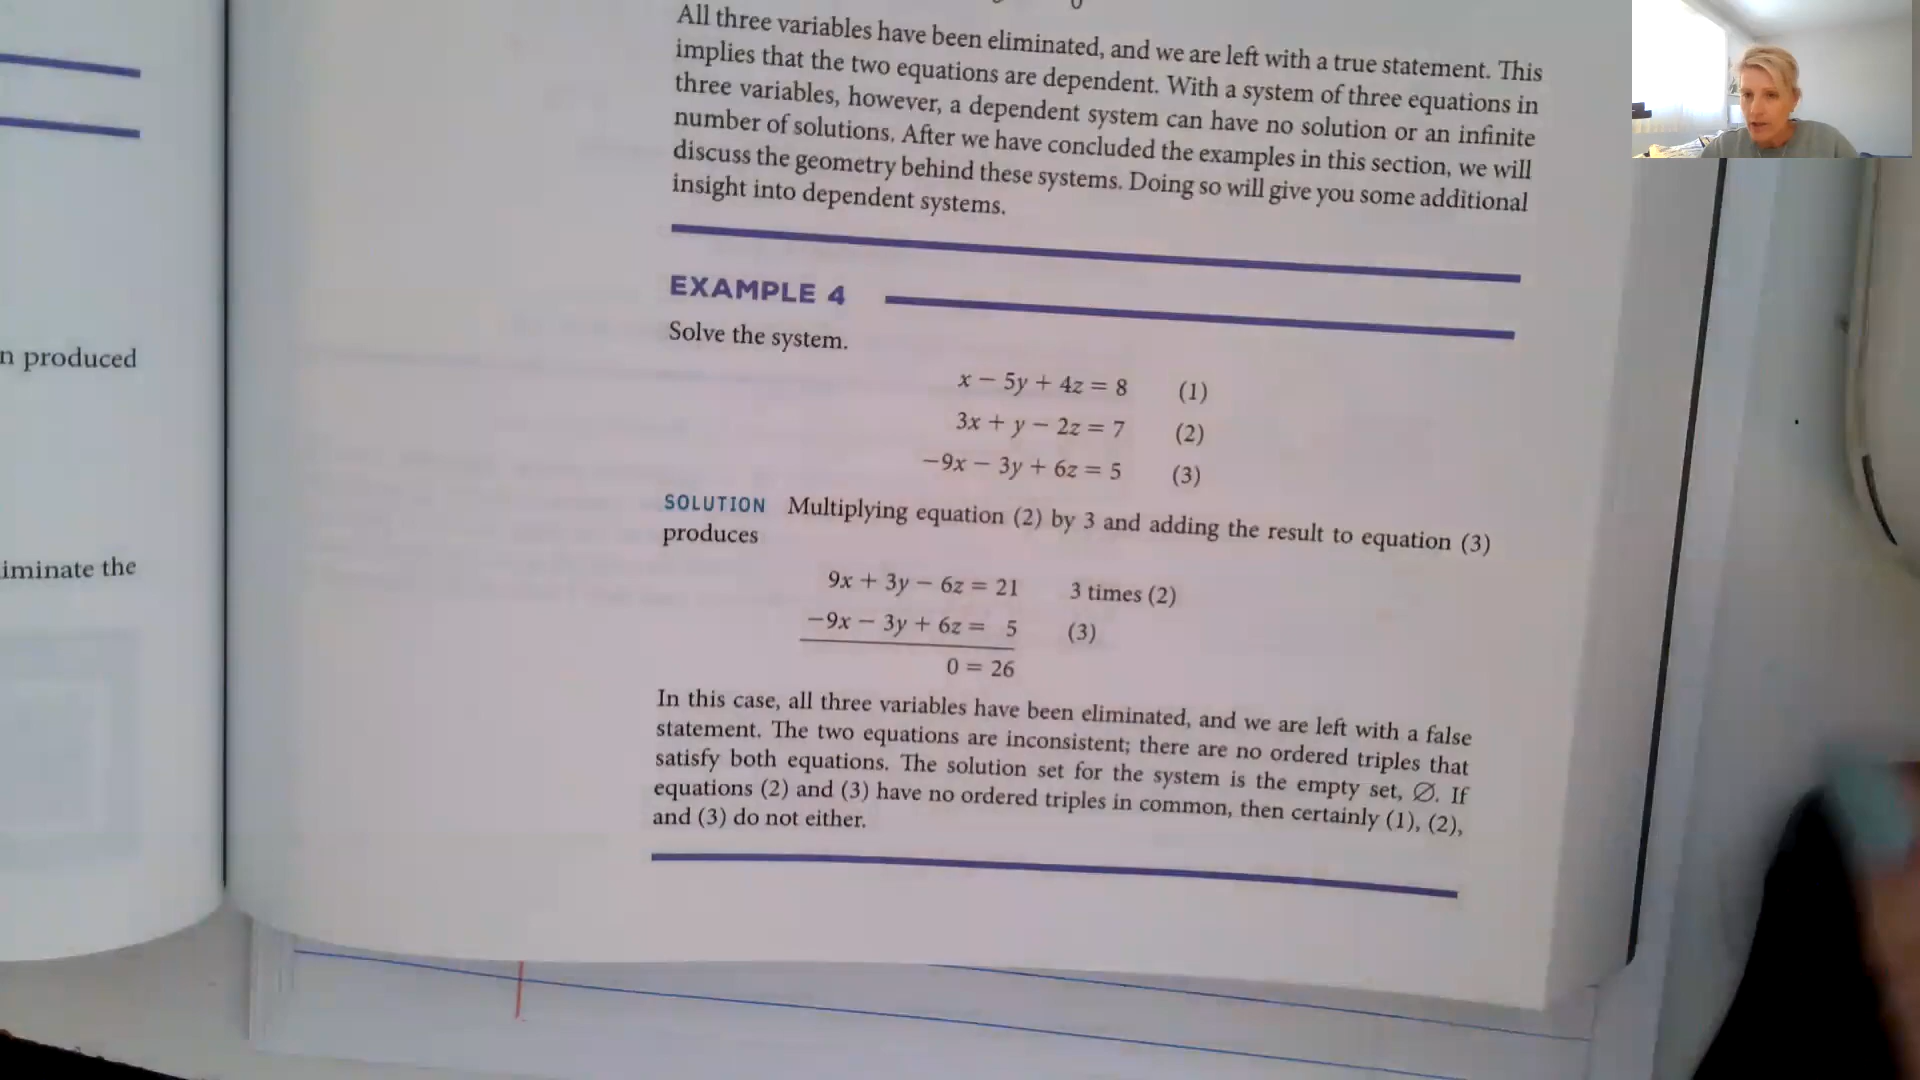 All three variables have been eliminated, and we are left with a true statement. This
implies that the two equations are dependent. With a system of three equations in
three variables, however, a dependent system can have no solution or an infinite
number of solutions. After we have concluded the examples in this section, we will
discuss the geometry behind these systems. Doing so will give you some additional
insight into dependent systems.
EXAMPLE 4
Solve the system.
x − 5y + 4z = 8 (1)
3x + y − 2z = 7 (2)
−9x − 3y + 6z = 5 (3)
SOLUTION Multiplying equation (2) by 3 and adding the result to equation (3)
produces
9x + 3y − 6z = 21 3 times (2)
−9x − 3y + 6z = 5 (3)
0 = 26
In this case, all three variables have been eliminated, and we are left with a false
statement. The two equations are inconsistent; there are no ordered triples that
satisfy both equations. The solution set for the system is the empty set, ∅. If
equations (2) and (3) have no ordered triples in common, then certainly (1), (2),
and (3) do not either.
n produced
iminate the